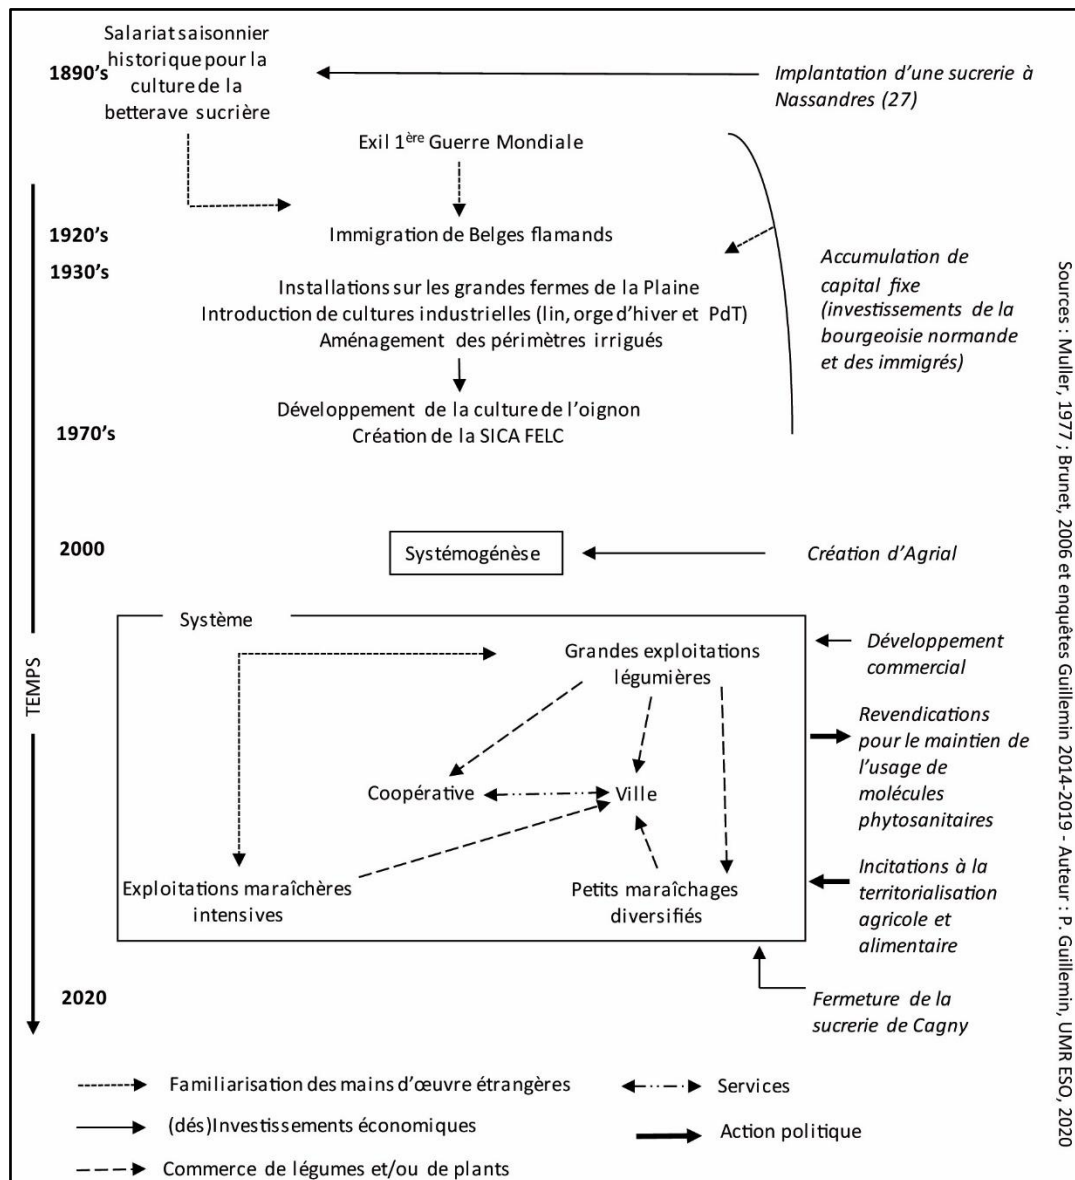 Salariat saisonnier
historique pour la
culture de la
betterave sucrière
1890's
Implantation d'une sucrerie à
Nassandres (27)
Exil 1ère Guerre Mondiale
1920's
Immigration de Belges flamands
1930's
Installations sur les grandes fermes de la Plaine
Introduction de cultures industrielles (lin, orge d'hiver et PdT)
Aménagement des périmètres irrigués
Accumulation de
capital fixe
(investissements de la
bourgeoisie normande
et des immigrés)
Développement de la culture de l'oignon
Création de la SICA FELC
1970's
2000
Systémogénèse
Création d'Agrial
TEMPS
Système
Grandes exploitations
légumières
Développement
commercial
Revendications
pour le maintien de
l'usage de
molécules
phytosanitaires
Coopérative
Ville
Exploitations maraîchères
intensives
Petits maraîchages
diversifiés
Incitations à la
territorialisation
agricole et
alimentaire
2020
Fermeture de la
sucrerie de Cagny
Familiarisation des mains d'œuvre étrangères
Services
(dés)Investissements économiques
Action politique
Commerce de légumes et/ou de plants
Sources : Muller, 1977 ; Brunet, 2006 et enquêtes Guillemin 2014-2019 - Auteur : P. Guillemin, UMR ESO, 2020